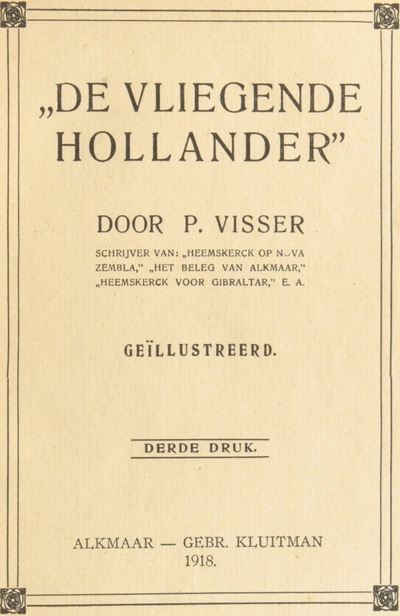 „DE VLIEGENDE
HOLLANDER”
DOOR P. VISSER
SCHRIJVER VAN: „HEEMSKERCK OP NOVA
ZEMBLA,” „HET BELEG VAN ALKMAAR,”
„HEEMSKERCK VOOR GIBRALTAR,” E. A.
GEÏLLUSTREERD.
DERDE DRUK.
ALKMAAR — GEBR. KLUITMAN
1918.